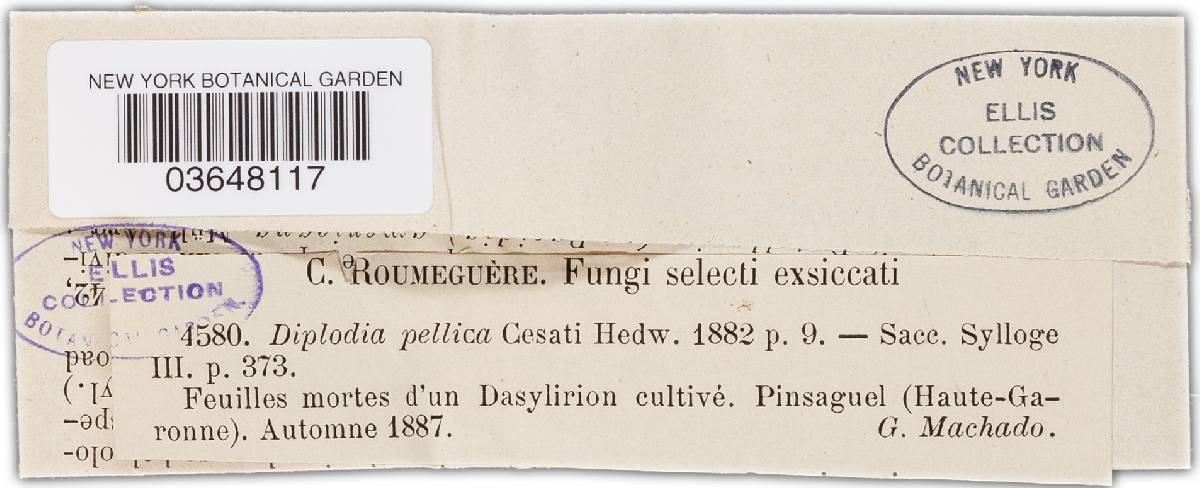 NEW YORK BOTANICAL GARDEN
03648117
NEW YORK
ELLIS
COLLECTION
BOTANICAL GARDEN
NEW YORK
ELLIS
COLLECTION
BOTANICAL GARDEN
C. ROUMEGUÈRE. Fungi selecti exsiccati
4580. Diplodia pellica Cesati Hedw. 1882 p. 9. — Sacc. Sylloge
III. p. 373.
Feuilles mortes d'un Dasylirion cultivé. Pinsaguel (Haute-Ga-
ronne). Automne 1887. G. Machado.